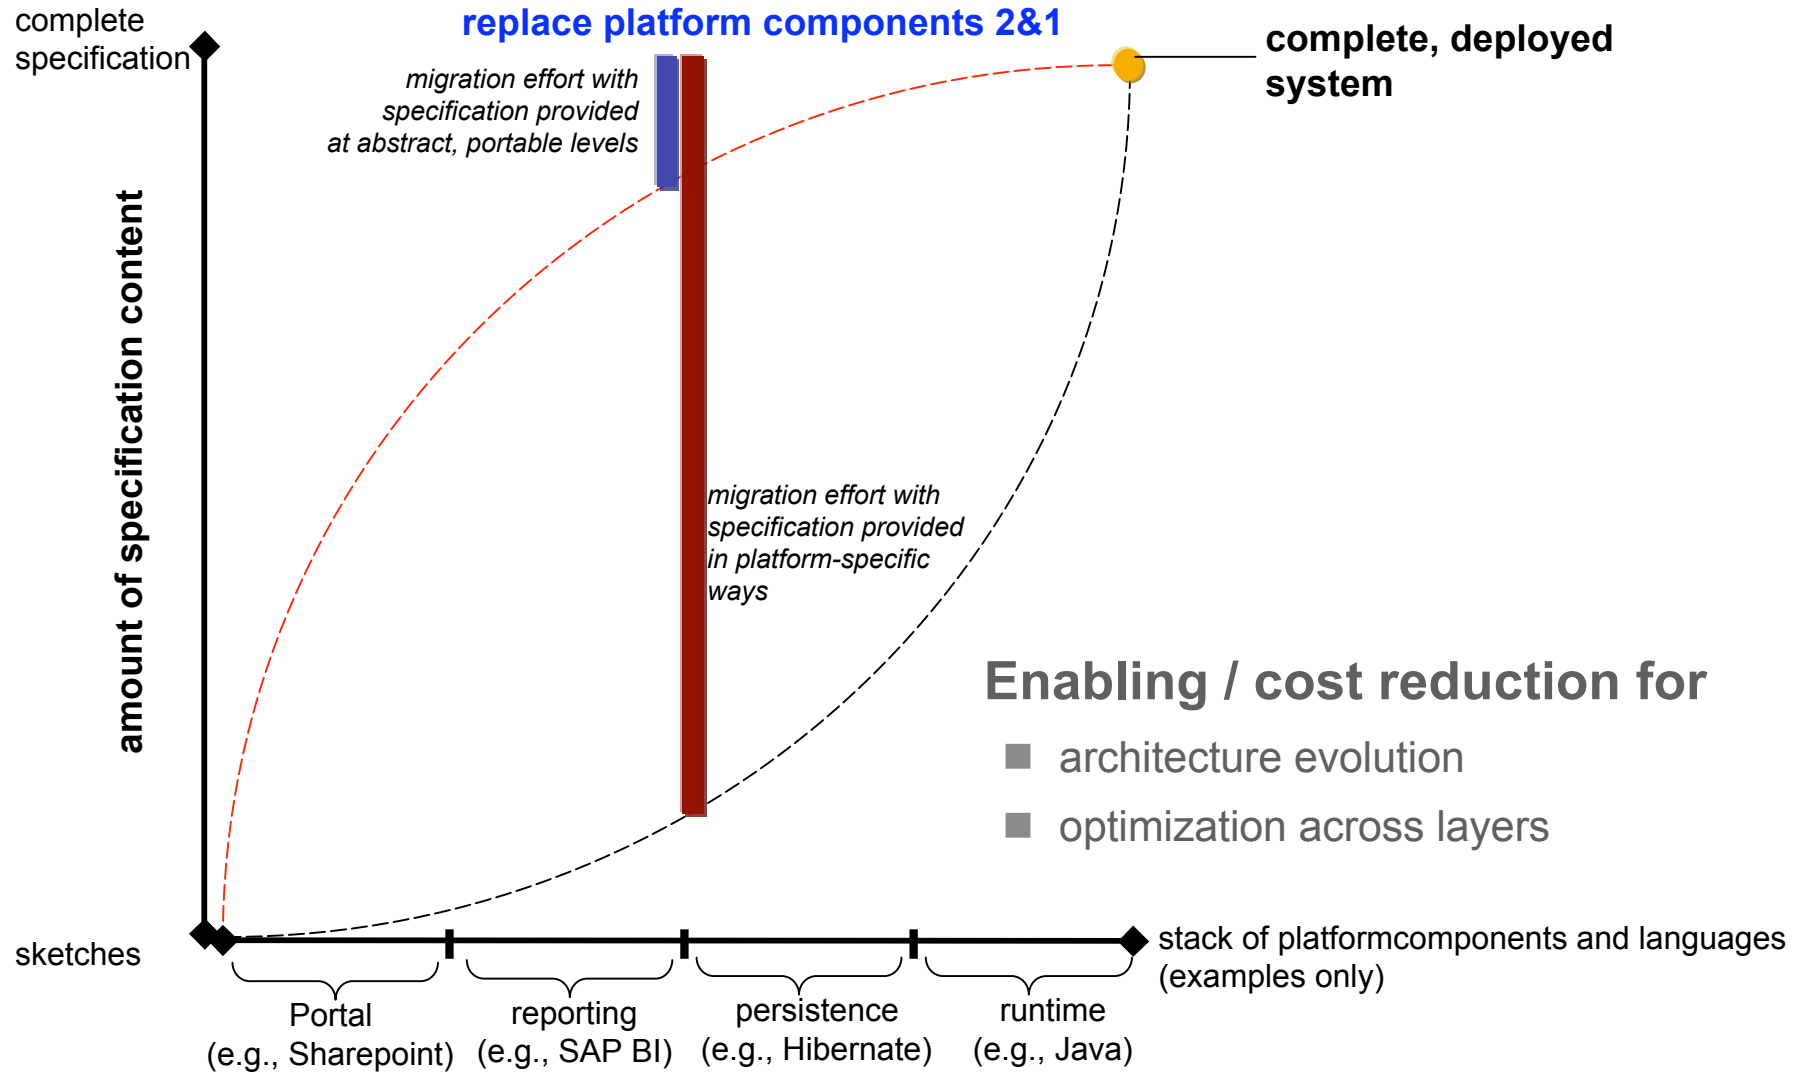 complete
specification
replace platform components 2&1
migration effort with
specification provided
at abstract, portable levels
complete, deployed
system
amount of specification content
migration effort with
specification provided
in platform-specific
ways
Enabling / cost reduction for
architecture evolution
optimization across layers
sketches
stack of platformcomponents and languages
(examples only)
Portal
(e.g., Sharepoint)
reporting
(e.g., SAP BI)
persistence
(e.g., Hibernate)
runtime
(e.g., Java)